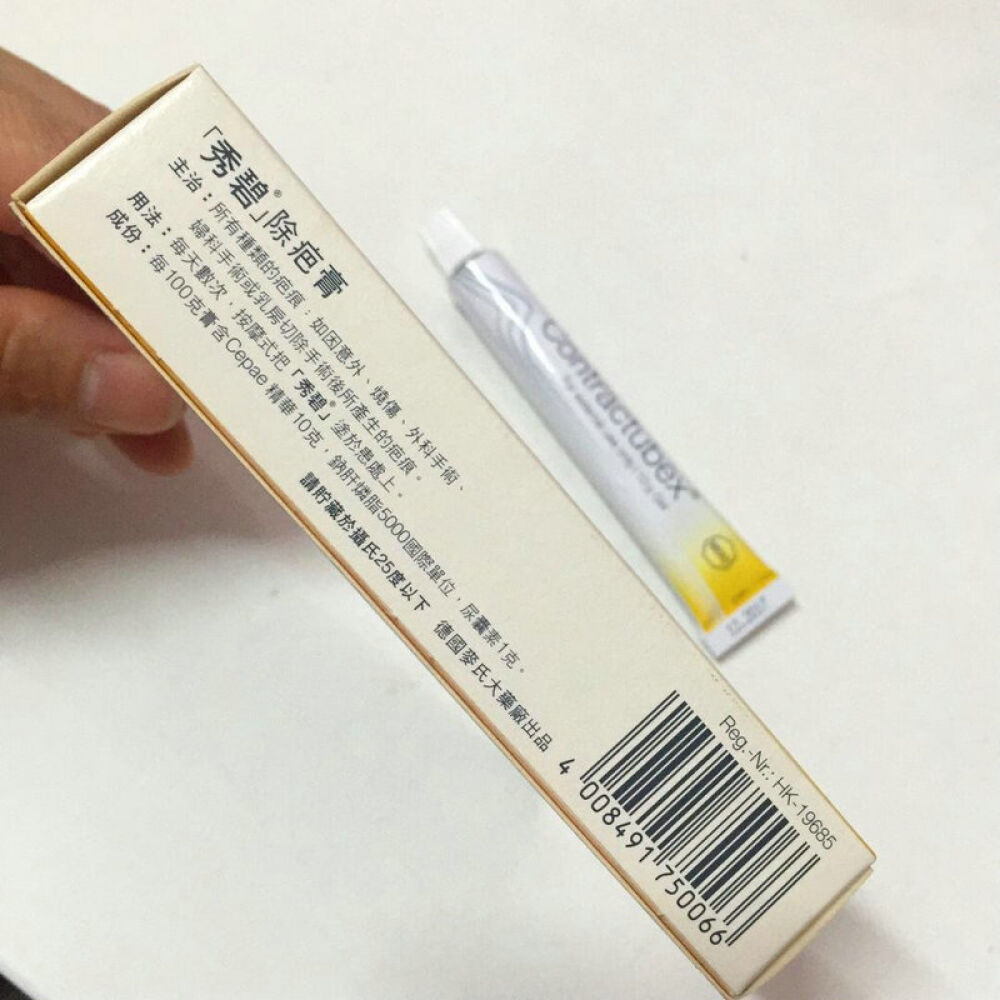 「秀碧®」除疤膏
主治：所有種類的疤痕：如因意外、燒傷、外科手術、
婦科手術或乳房切除手術後所產生的疤痕。
用法：每天數次，按摩式把「秀碧®」塗於患處上。
成份：每100克膏含Cepae 精華10克，鈉肝燐脂5000國際單位，尿囊素1克。
請貯藏於攝氏25度以下 德國麥氏大藥廠出品
Reg.-Nr.: HK-19685
4 008491 750066
Contractubex®